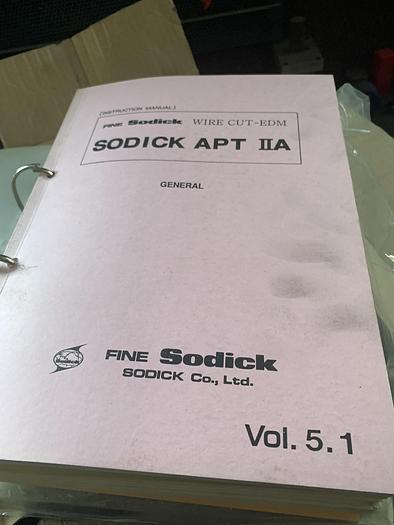 [INSTRUCTION MANUAL]
FINE Sodick WIRE CUT-EDM
SODICK APT IIA
GENERAL
FINE Sodick
SODICK Co., Ltd.
Vol. 5.1